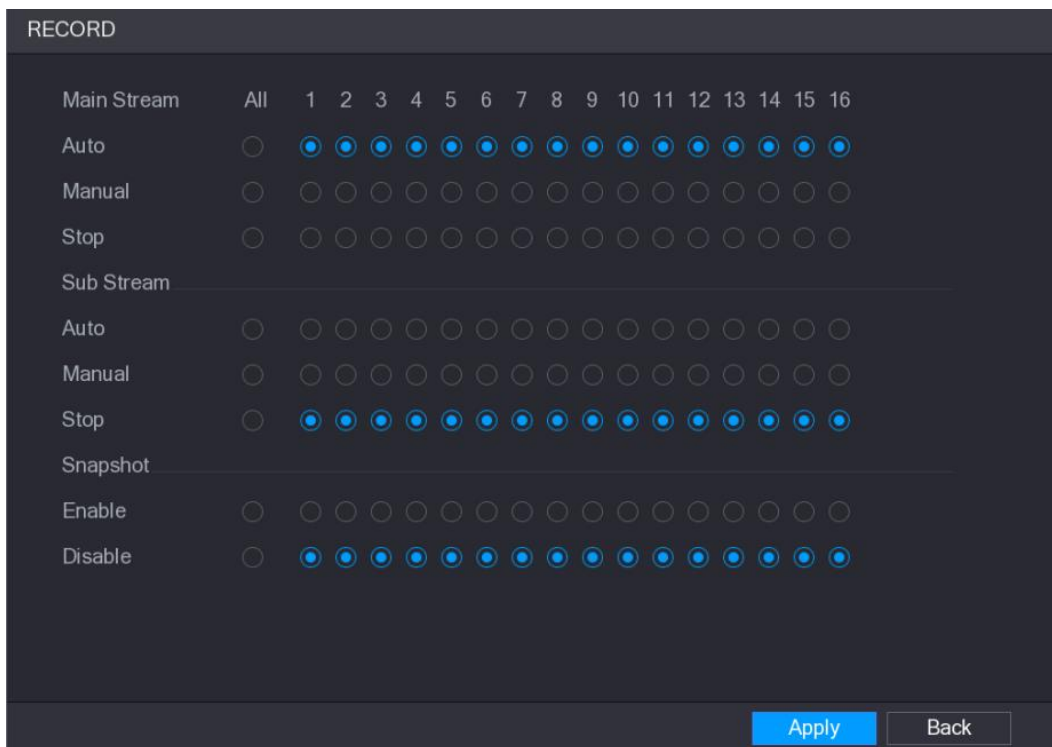 RECORD
Main Stream All 1 2 3 4 5 6 7 8 9 10 11 12 13 14 15 16
Auto
Manual
Stop
Sub Stream
Auto
Manual
Stop
Snapshot
Enable
Disable
Apply Back